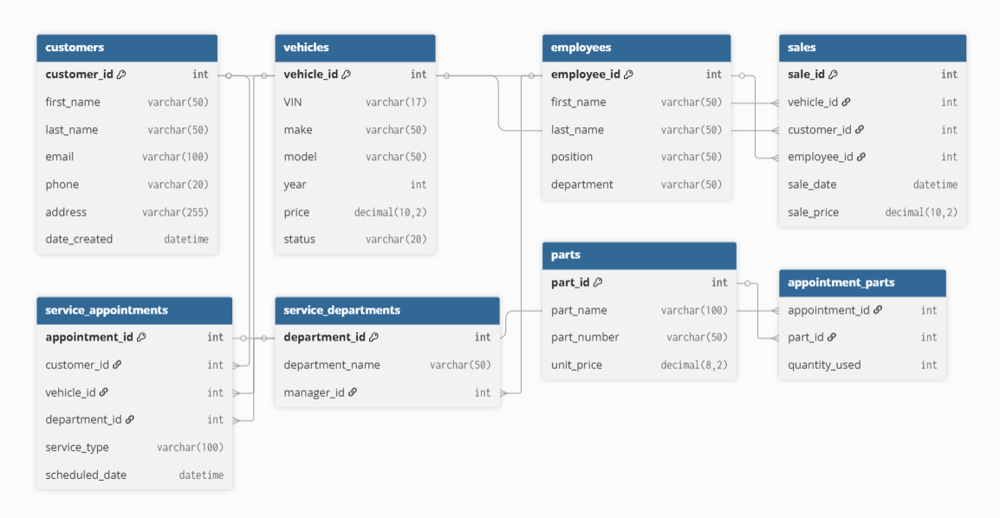 customers
customer_id int
first_name varchar(50)
last_name varchar(50)
email varchar(100)
phone varchar(20)
address varchar(255)
date_created datetime
vehicles
vehicle_id int
VIN varchar(17)
make varchar(50)
model varchar(50)
year int
price decimal(10,2)
status varchar(20)
employees
employee_id int
first_name varchar(50)
last_name varchar(50)
position varchar(50)
department varchar(50)
sales
sale_id int
vehicle_id int
customer_id int
employee_id int
sale_date datetime
sale_price decimal(10,2)
service_appointments
appointment_id int
customer_id int
vehicle_id int
department_id int
service_type varchar(100)
scheduled_date datetime
service_departments
department_id int
department_name varchar(50)
manager_id int
parts
part_id int
part_name varchar(100)
part_number varchar(50)
unit_price decimal(8,2)
appointment_parts
appointment_id int
part_id int
quantity_used int